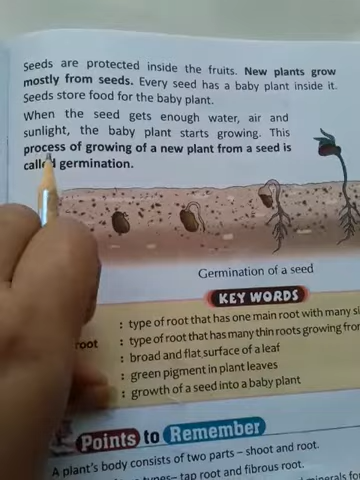 Seeds are protected inside the fruits. New plants grow
mostly from seeds. Every seed has a baby plant inside it.
Seeds store food for the baby plant.
When the seed gets enough water, air and
sunlight, the baby plant starts growing. This
process of growing of a new plant from a seed is
called germination.
Germination of a seed
KEY WORDS
: type of root that has one main root with many
root : type of root that has many thin roots growing
: broad and flat surface of a leaf
: green pigment in plant leaves
: growth of a seed into a baby plant
Points to Remember
A plant's body consists of two parts – shoot and root.
tap root and fibrous root.